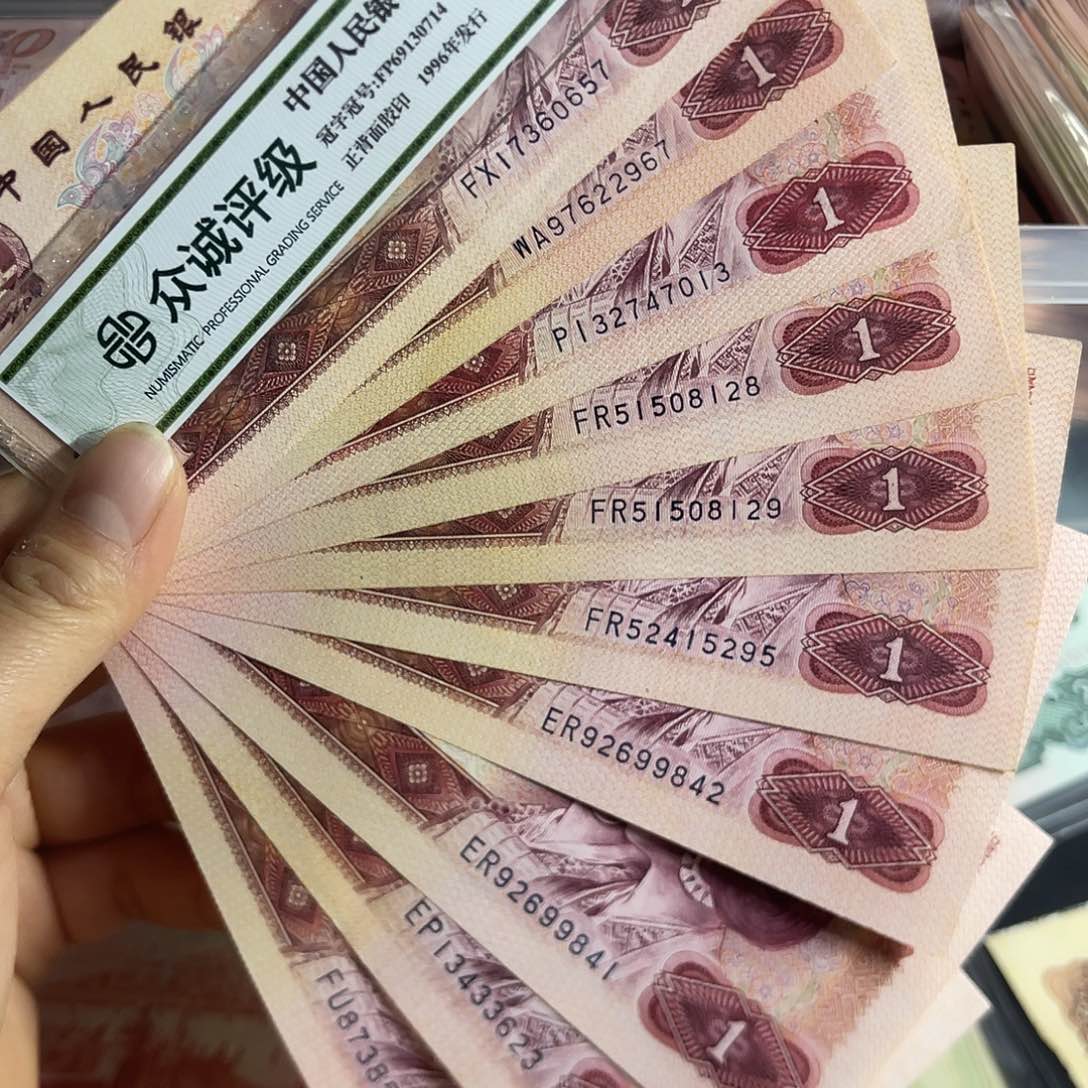 中国人民银
众诚评级
NUMISMATIC PROFESSIONAL GRADING SERVICE
中国人民银
冠字冠号:FP69130714
正背面胶印 1996年发行
FX17360657
1
WA97622967
1
PI32747013
1
FR51508128
1
FR51508129
1
FR52415295
1
ER92699842
1
ER92699841
1
EP13433623
FU8738